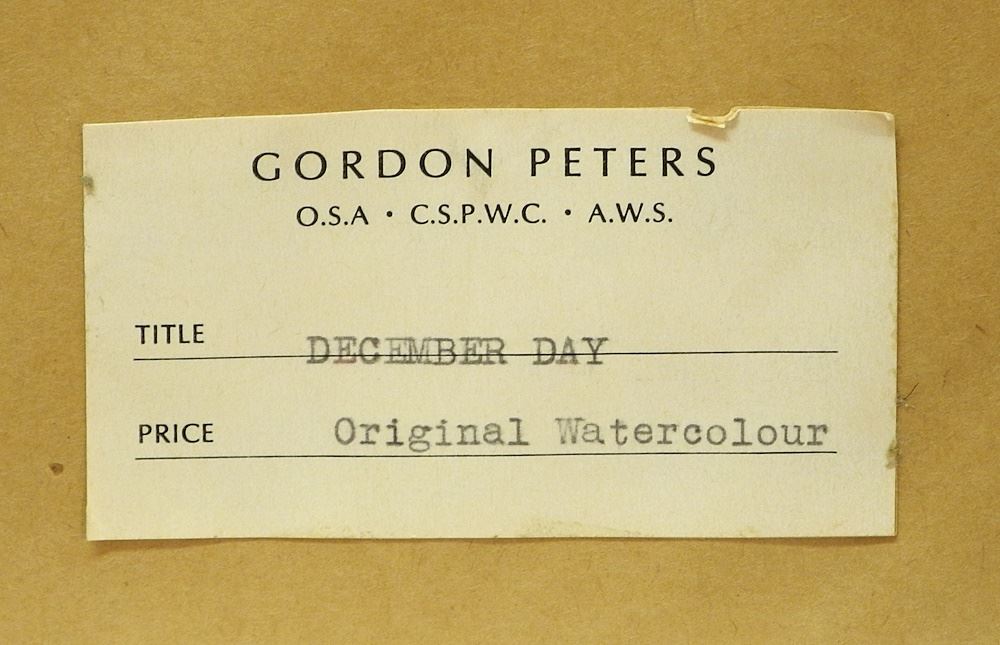 GORDON PETERS
O.S.A • C.S.P.W.C. • A.W.S.
TITLE DECEMBER DAY
PRICE Original Watercolour